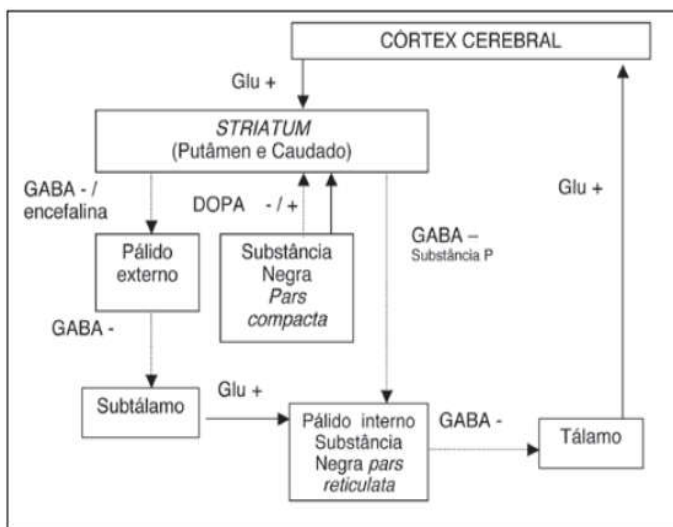 CÓRTEX CEREBRAL
Glu +
STRIATUM
(Putâmen e Caudado)
GABA - /
encefalina
DOPA - / +
GABA –
Substância P
Glu +
Pálido
externo
Substância
Negra
Pars
compacta
GABA -
Subtálamo
Glu +
Pálido interno
Substância
Negra pars
reticulata
GABA -
Tálamo